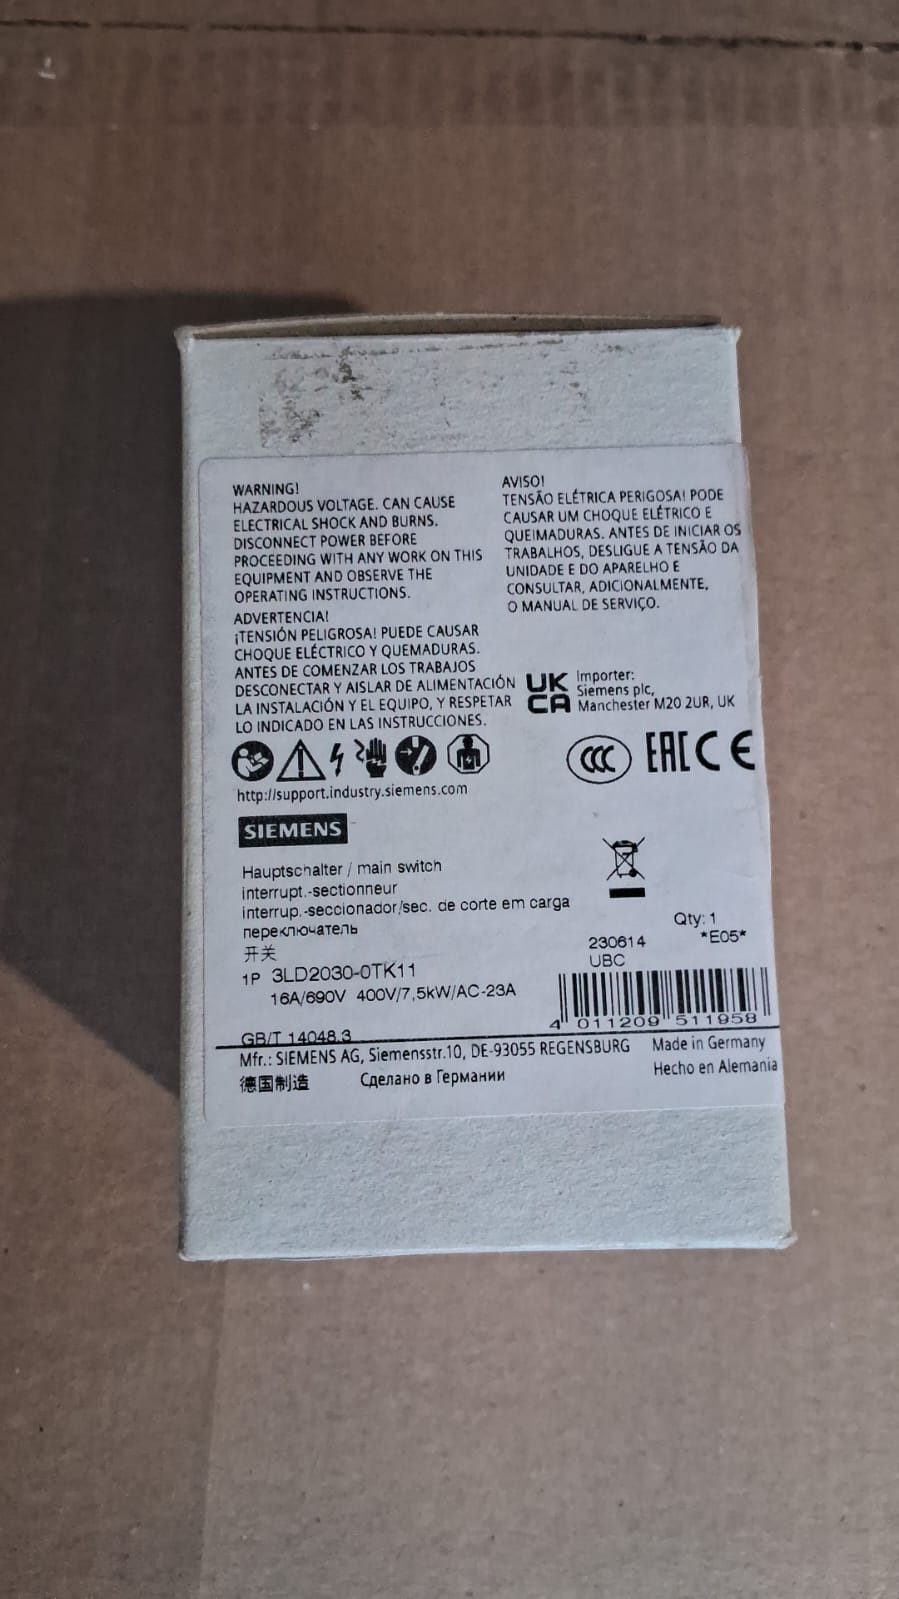 WARNING!
HAZARDOUS VOLTAGE. CAN CAUSE
ELECTRICAL SHOCK AND BURNS.
DISCONNECT POWER BEFORE
PROCEEDING WITH ANY WORK ON THIS
EQUIPMENT AND OBSERVE THE
OPERATING INSTRUCTIONS.
ADVERTENCIA!
¡TENSIÓN PELIGROSA! PUEDE CAUSAR
CHOQUE ELÉCTRICO Y QUEMADURAS.
ANTES DE COMENZAR LOS TRABAJOS
DESCONECTAR Y AISLAR DE ALIMENTACIÓN
LA INSTALACIÓN Y EL EQUIPO, Y RESPETAR
LO INDICADO EN LAS INSTRUCCIONES.
AVISO!
TENSÃO ELÉTRICA PERIGOSA! PODE
CAUSAR UM CHOQUE ELÉTRICO E
QUEIMADURAS. ANTES DE INICIAR OS
TRABALHOS, DESLIGUE A TENSÃO DA
UNIDADE E DO APARELHO E
CONSULTAR, ADICIONALMENTE,
O MANUAL DE SERVIÇO.
UK
CA
Importer:
Siemens plc,
Manchester M20 2UR, UK
CCC EAC CE
http://support.industry.siemens.com
SIEMENS
Hauptschalter / main switch
interrupt.-sectionneur
interrup.-seccionador/sec. de corte em carga
переключатель
开关
1P 3LD2030-0TK11
16A/690V 400V/7,5kW/AC-23A
Qty: 1
*E05*
230614
UBC
4 011209 511958
GB/T 14048.3
Mfr.: SIEMENS AG, Siemensstr.10, DE-93055 REGENSBURG
Made in Germany
德国制造
Сделано в Германии
Hecho en Alemania